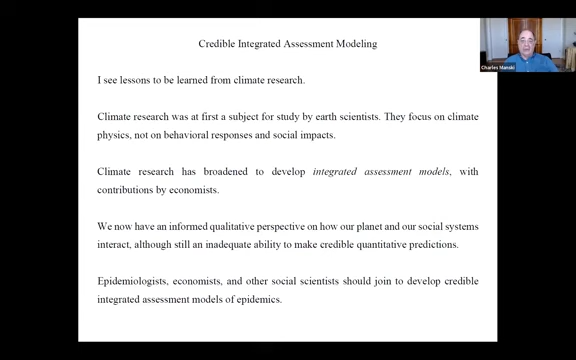 Credible Integrated Assessment Modeling
I see lessons to be learned from climate research.
Climate research was at first a subject for study by earth scientists. They focus on climate
physics, not on behavioral responses and social impacts.
Climate research has broadened to develop integrated assessment models, with
contributions by economists.
We now have an informed qualitative perspective on how our planet and our social systems
interact, although still an inadequate ability to make credible quantitative predictions.
Epidemiologists, economists, and other social scientists should join to develop credible
integrated assessment models of epidemics.
Charles Manski